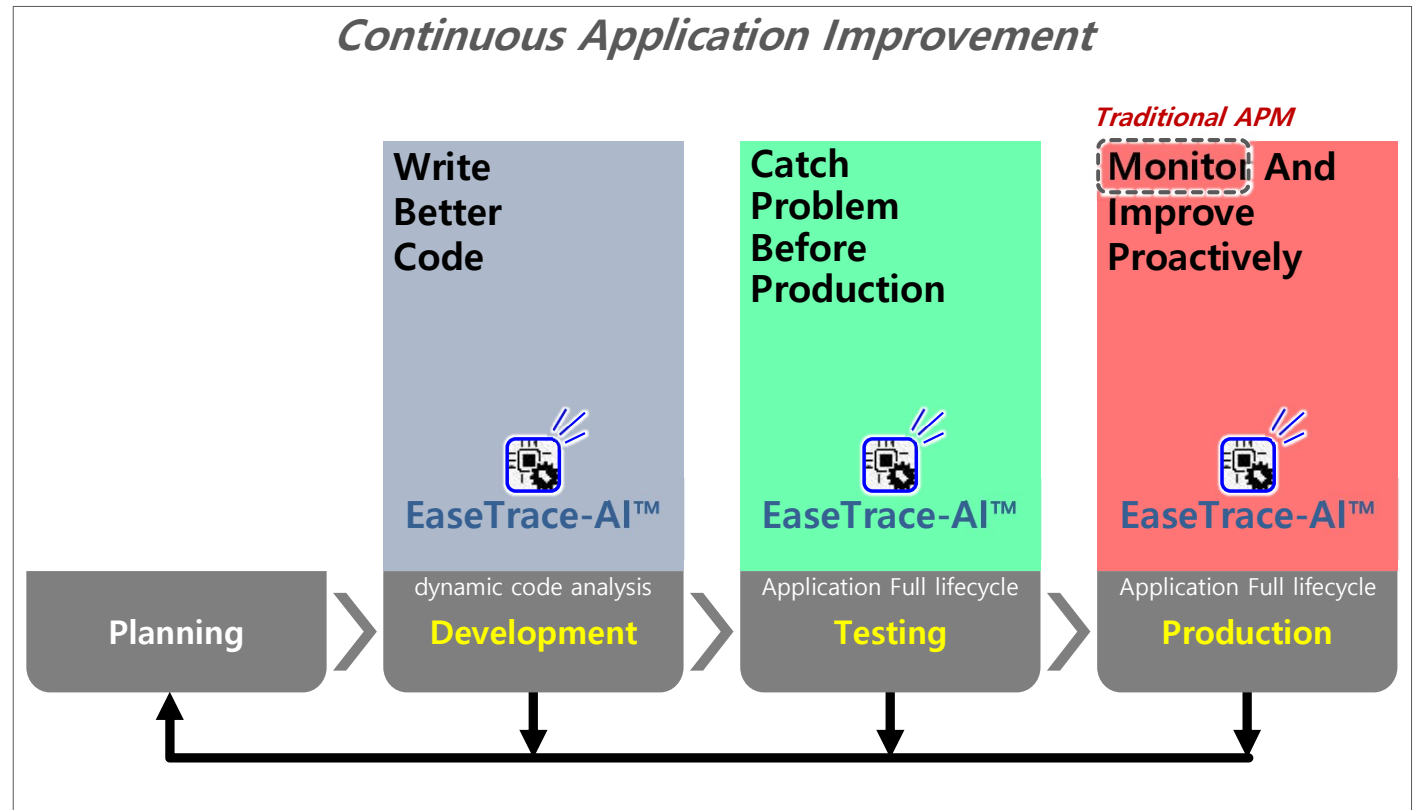 Continuous Application Improvement
Traditional APM
Write
Better
Code
Catch
Problem
Before
Production
Monitor And
Improve
Proactively
EaseTrace-AI™
EaseTrace-AI™
EaseTrace-AI™
dynamic code analysis
Application Full lifecycle
Application Full lifecycle
Planning
Development
Testing
Production